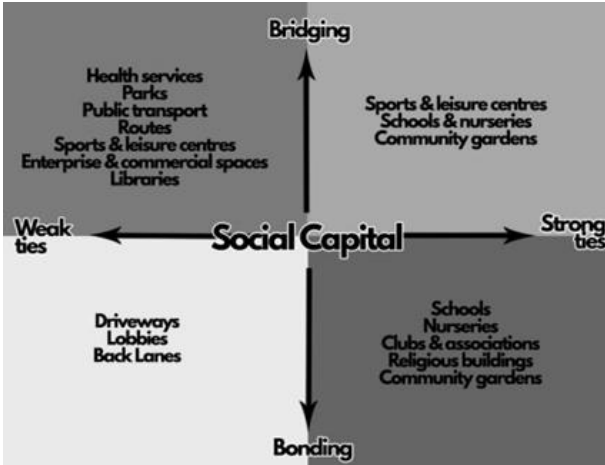 Bridging
Health services
Parks
Public transport
Routes
Sports & leisure centres
Enterprise & commercial spaces
Libraries
Sports & leisure centres
Schools & nurseries
Community gardens
Weak
ties
Social Capital
Strong
ties
Driveways
Lobbies
Back Lanes
Schools
Nurseries
Clubs & associations
Religious buildings
Community gardens
Bonding